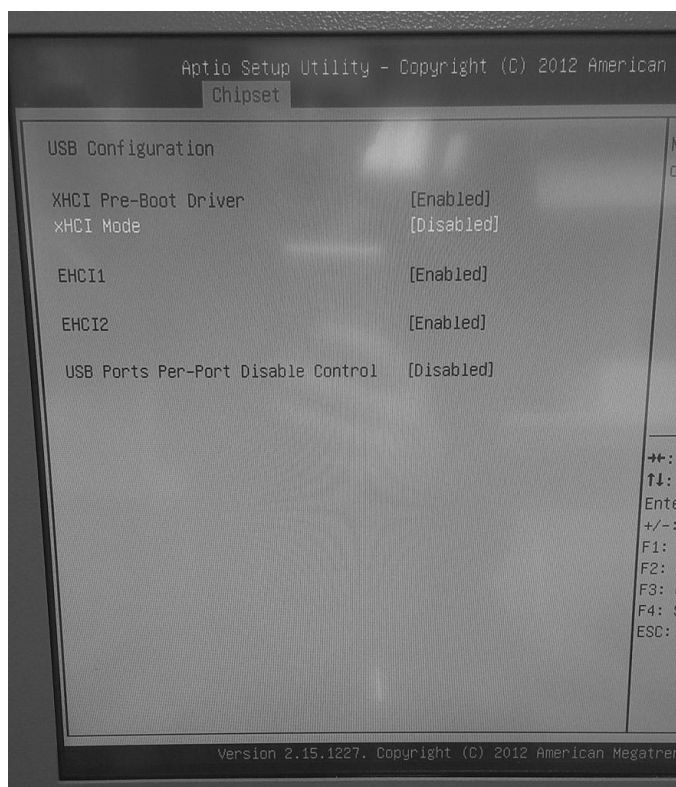 Aptio Setup Utility - Copyright (C) 2012 American
Chipset
USB Configuration
XHCI Pre-Boot Driver [Enabled]
xHCI Mode [Disabled]
EHCI1 [Enabled]
EHCI2 [Enabled]
USB Ports Per-Port Disable Control [Disabled]
→←:
↑↓:
Ente
+/-:
F1:
F2:
F3:
F4: S
ESC:
Version 2.15.1227. Copyright (C) 2012 American Megatren